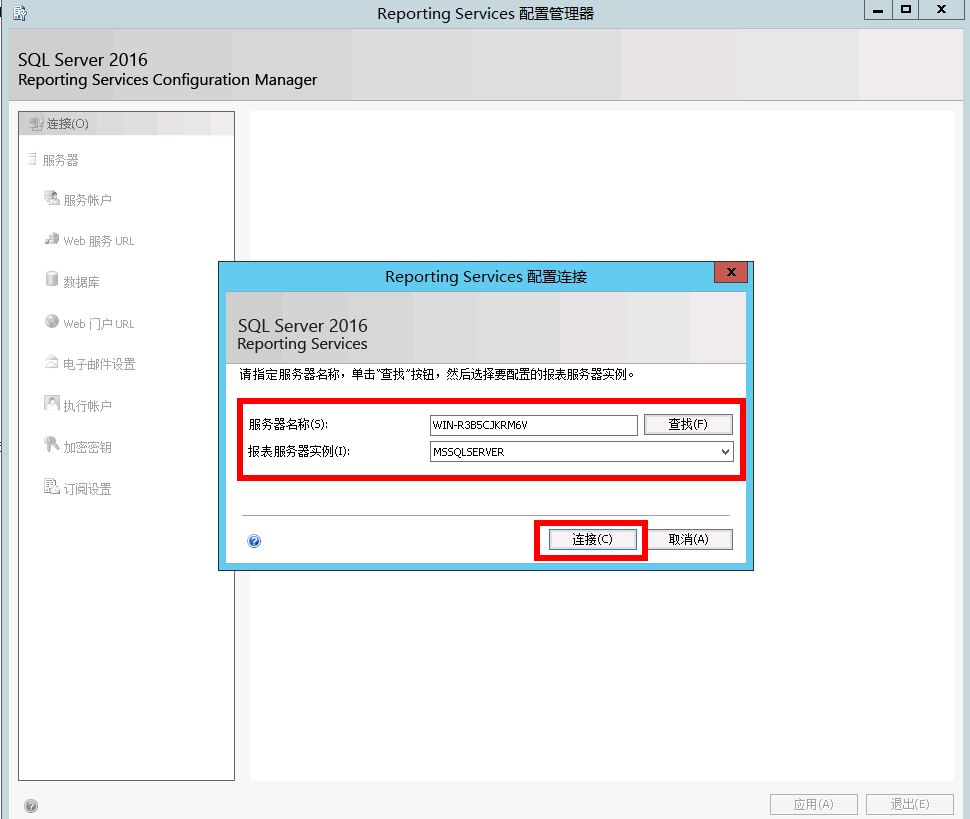 Reporting Services 配置管理器
SQL Server 2016
Reporting Services Configuration Manager
连接(O)
服务器
服务帐户
Web 服务 URL
数据库
Web 门户 URL
电子邮件设置
执行帐户
加密密钥
订阅设置
Reporting Services 配置连接
SQL Server 2016
Reporting Services
请指定服务器名称，单击“查找”按钮，然后选择要配置的报表服务器实例。
服务器名称(S): WIN-R3B5CJKRM6V 查找(F)
报表服务器实例(I): MSSQLSERVER
连接(C) 取消(A)
应用(A) 退出(E)